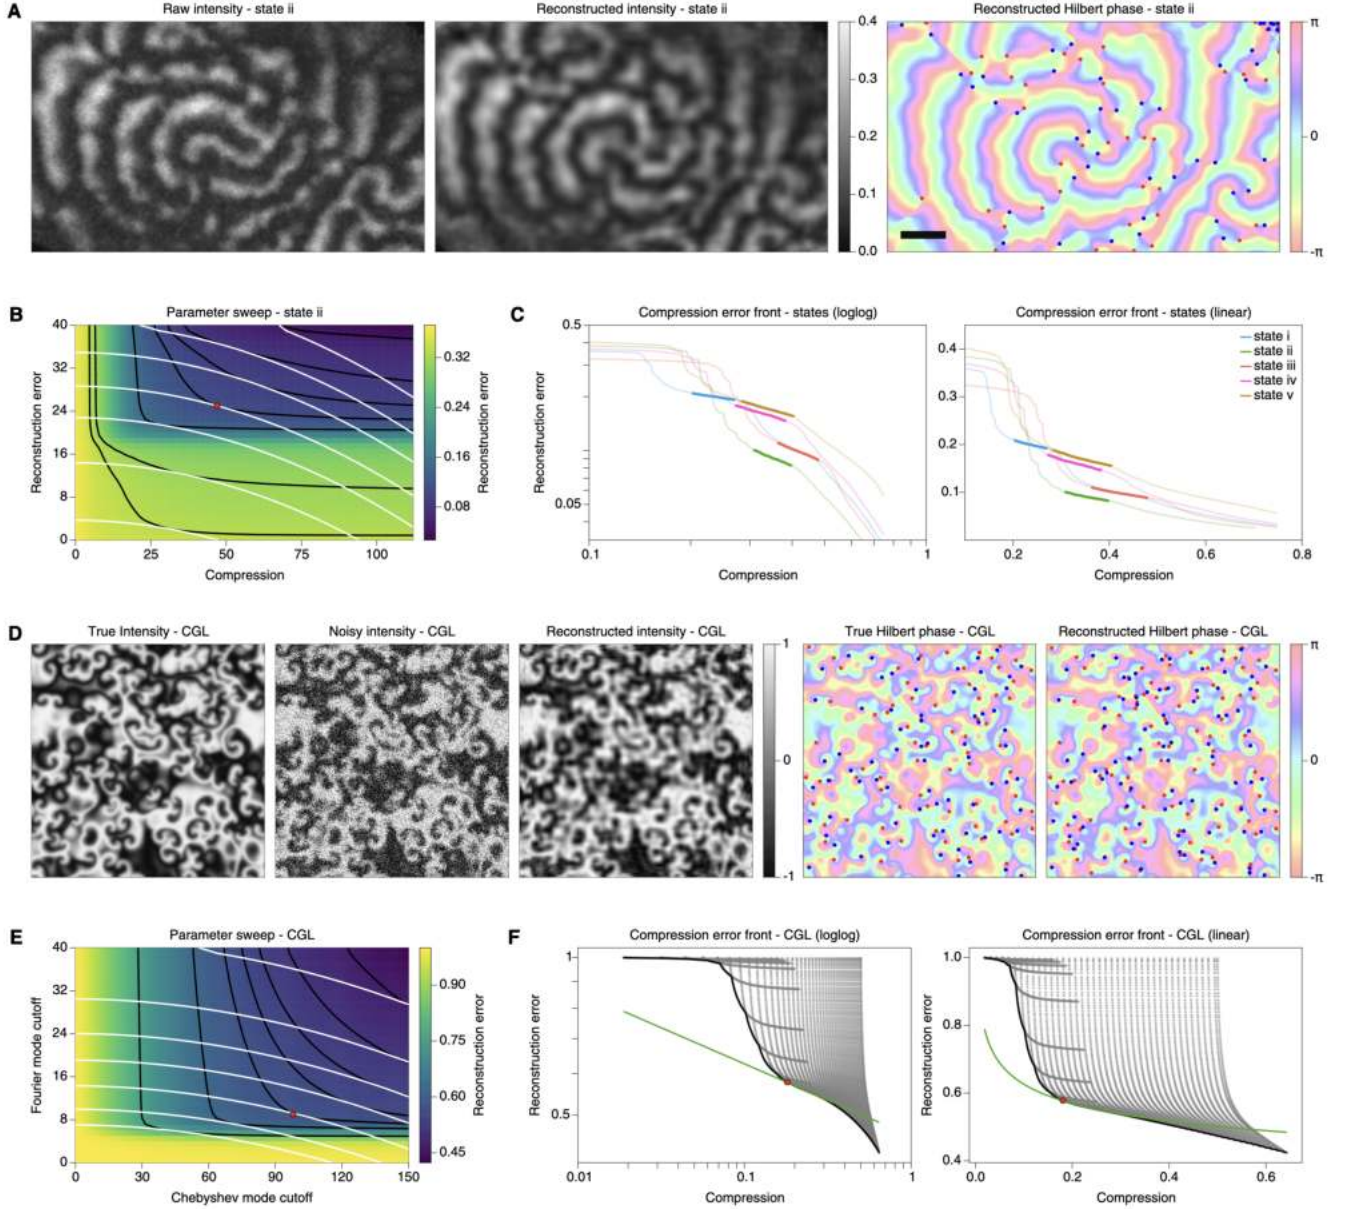 A
Raw intensity - state ii
Reconstructed intensity - state ii
Reconstructed Hilbert phase - state ii
0.4
0.3
0.2
0.1
0.0
π
0
-π
B
Parameter sweep - state ii
Reconstruction error
40
32
24
16
8
0
0 25 50 75 100
Compression
0.32
0.24
0.16
0.08
Reconstruction error
C
Compression error front - states (loglog)
Reconstruction error
0.5
0.05
0.1 1
Compression
Compression error front - states (linear)
0.4
0.3
0.2
0.1
0.2 0.4 0.6 0.8
Compression
state i
state ii
state iii
state iv
state v
D
True Intensity - CGL
Noisy intensity - CGL
Reconstructed intensity - CGL
1
0
-1
True Hilbert phase - CGL
Reconstructed Hilbert phase - CGL
π
0
-π
E
Parameter sweep - CGL
Fourier mode cutoff
40
32
24
16
8
0
0 30 60 90 120 150
Chebyshev mode cutoff
0.90
0.75
0.60
0.45
Reconstruction error
F
Compression error front - CGL (loglog)
Reconstruction error
1
0.5
0.01 0.1 1
Compression
Compression error front - CGL (linear)
Reconstruction error
1.0
0.8
0.6
0.4
0.0 0.2 0.4 0.6
Compression